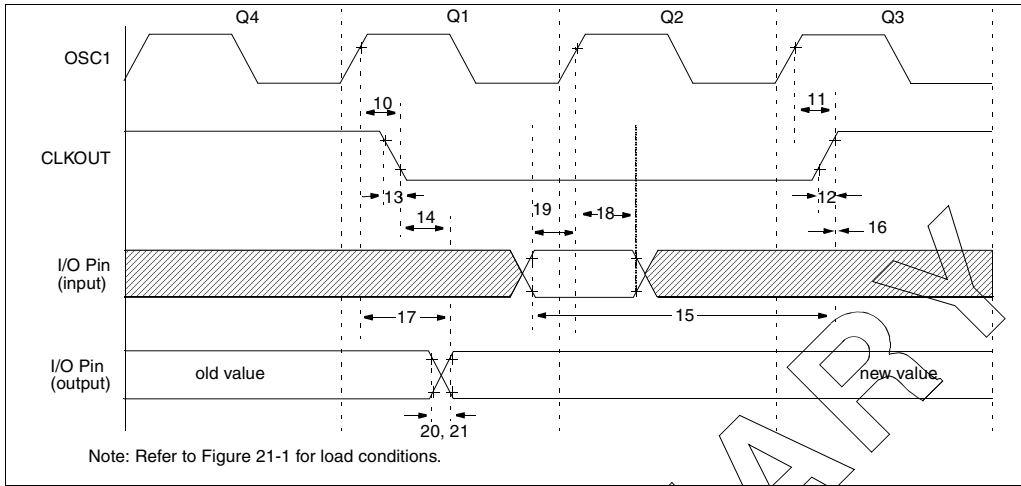 Q4 Q1 Q2 Q3
OSC1
10 11
CLKOUT
13 12
14 19 18 16
I/O Pin
(input)
17 15
I/O Pin
(output)
old value new value
20, 21
Note: Refer to Figure 21-1 for load conditions.
A R Y